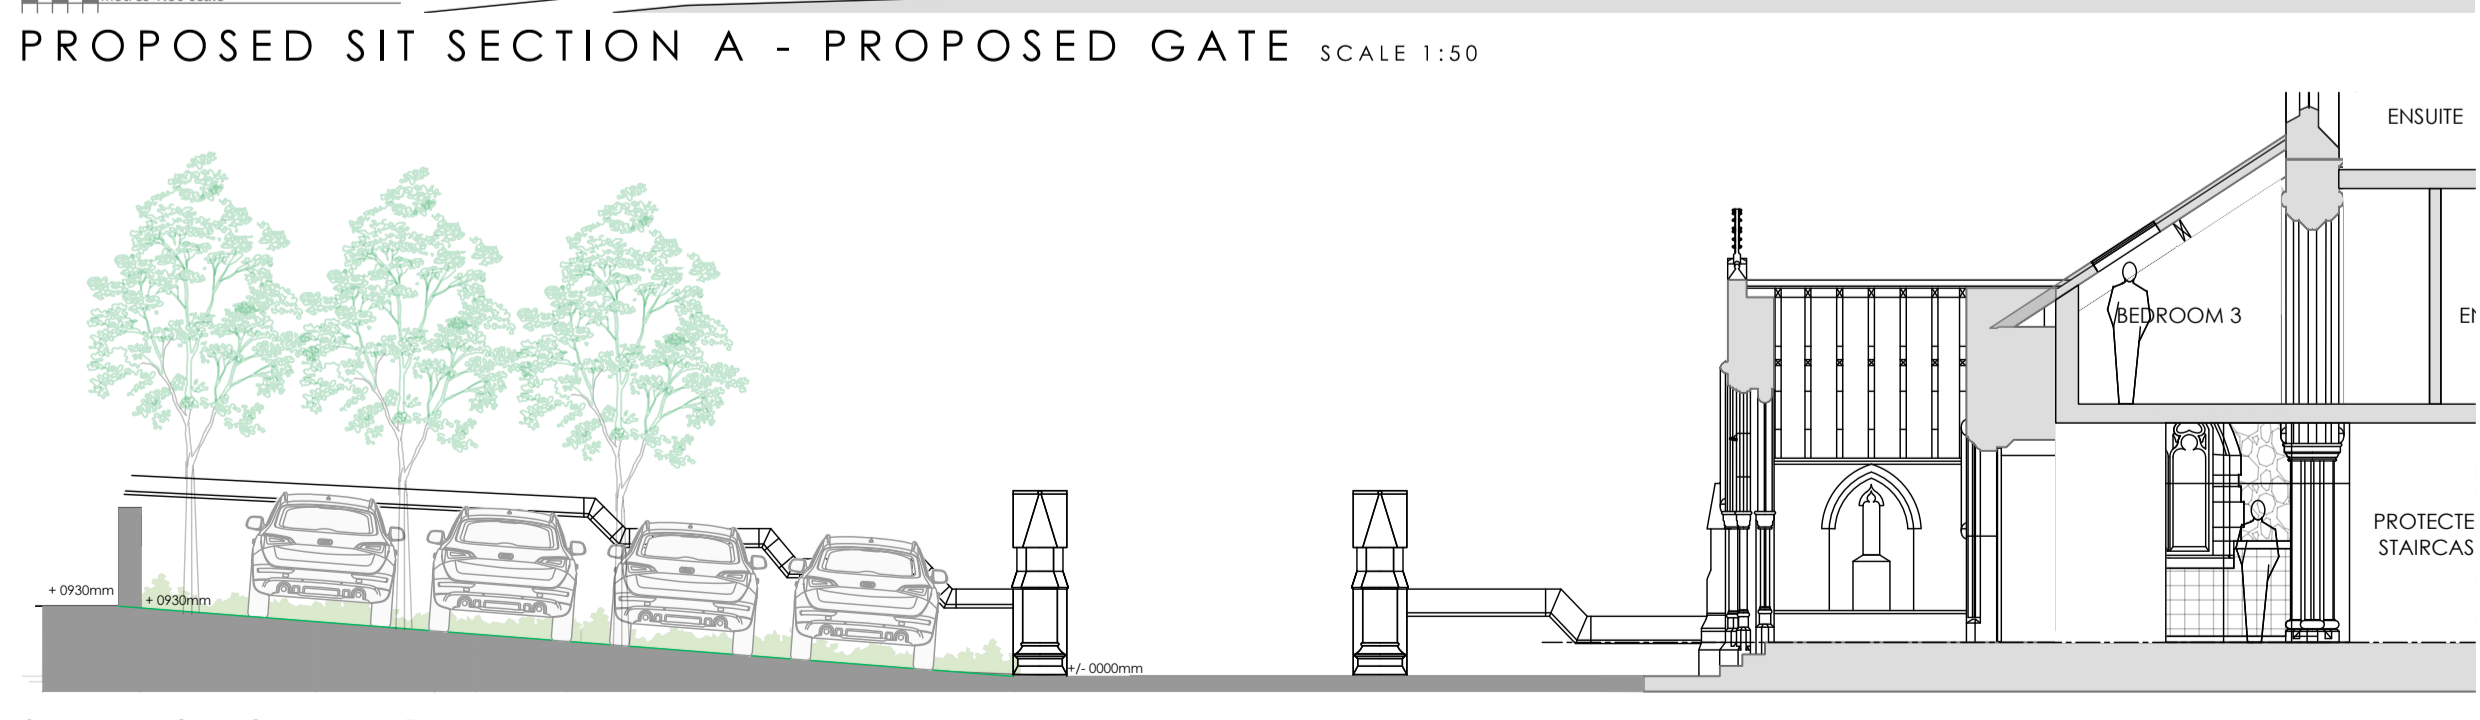 PROPOSED SIT SECTION A - PROPOSED GATE SCALE 1:50
ENSUITE
BEDROOM 3
PROTECTE
STAIRCAS
+ 0930mm
+ 0930mm
+/- 0000mm